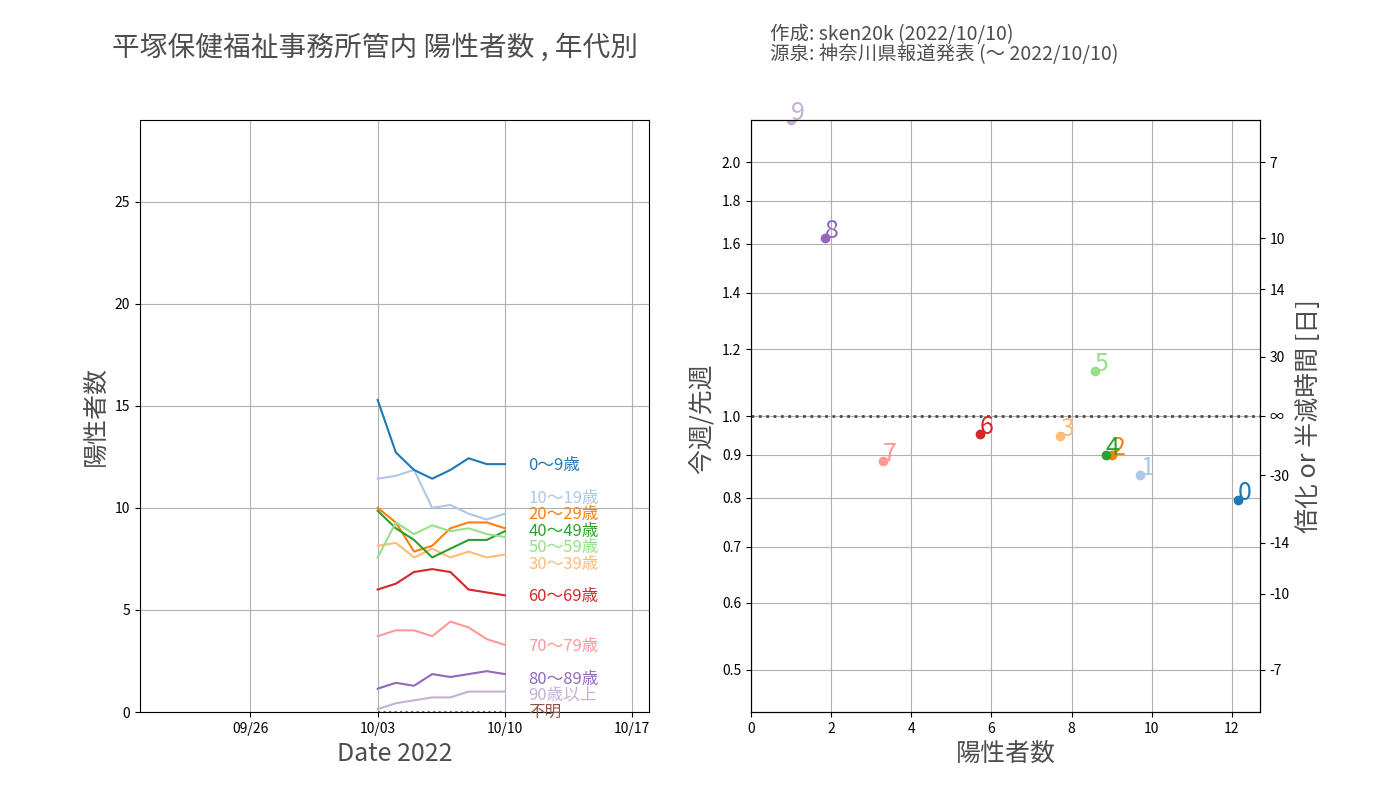 平塚保健福祉事務所管内 陽性者数 , 年代別
作成: sken20k (2022/10/10)
源泉: 神奈川県報道発表 (〜 2022/10/10)
陽性者数
25
20
15
10
5
0
09/26
10/03
10/10
10/17
Date 2022
0〜9歳
10〜19歳
20〜29歳
40〜49歳
50〜59歳
30〜39歳
60〜69歳
70〜79歳
80〜89歳
90歳以上
不明
今週/先週
2.0
1.8
1.6
1.4
1.2
1.0
0.9
0.8
0.7
0.6
0.5
9
8
5
6
3
4
2
7
1
0
0
2
4
6
8
10
12
陽性者数
7
10
14
30
∞
-30
-14
-10
-7
倍化 or 半減時間 [日]